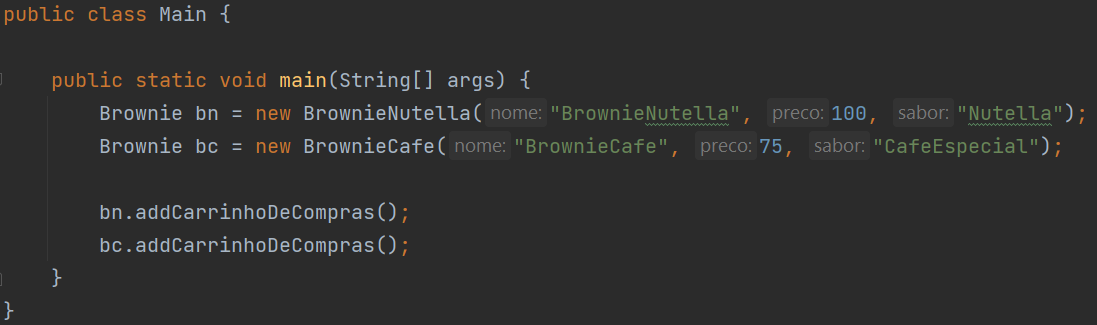 public class Main {
public static void main(String[] args) {
Brownie bn = new BrownieNutella( nome: "BrownieNutella", preco: 100, sabor: "Nutella");
Brownie bc = new BrownieCafe( nome: "BrownieCafe", preco: 75, sabor: "CafeEspecial");
bn.addCarrinhoDeCompras();
bc.addCarrinhoDeCompras();
}
}